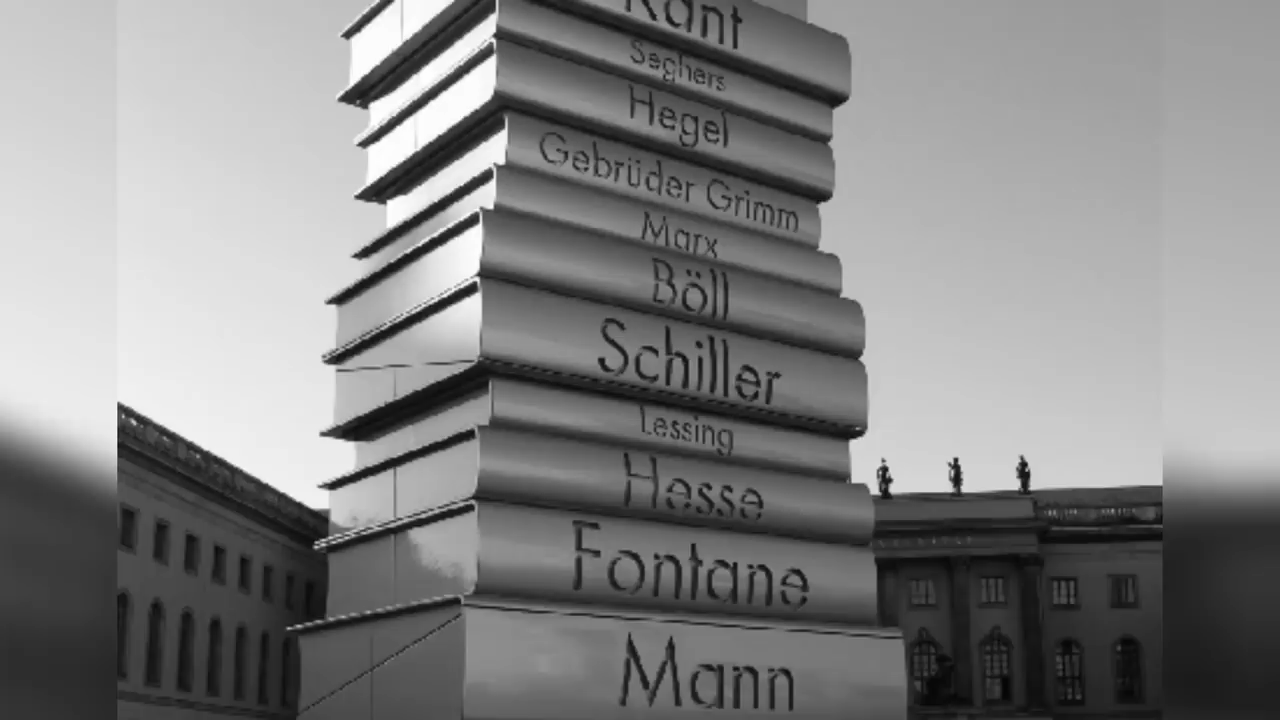 Kant
Seghers
Hegel
Gebrüder Grimm
Marx
Böll
Schiller
Lessing
Hesse
Fontane
Mann